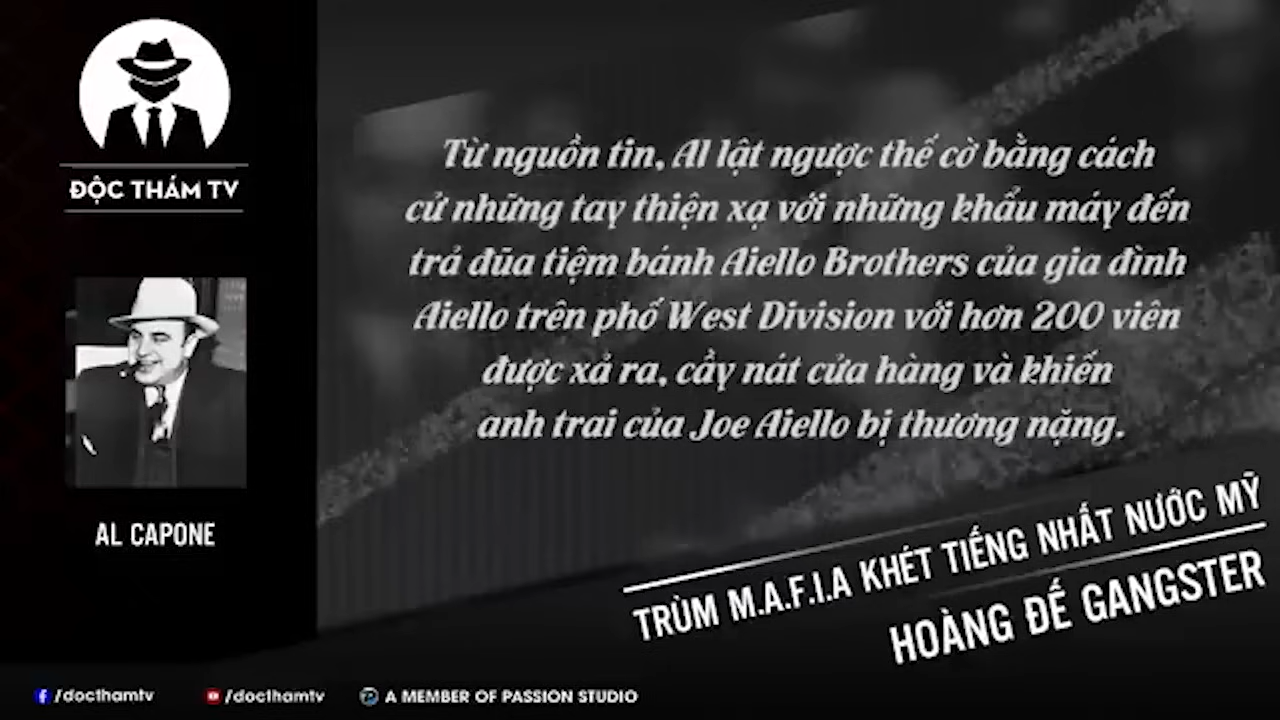 ĐỘC THÁM TV
AL CAPONE
Từ nguồn tin, Al lật ngược thế cờ bằng cách
cử những tay thiện xạ với những khẩu máy đến
trả đũa tiệm bánh Aiello Brothers của gia đình
Aiello trên phố West Division với hơn 200 viên
được xả ra, cầy nát cửa hàng và khiến
anh trai của Joe Aiello bị thương nặng.
TRÙM M.A.F.I.A KHÉT TIẾNG NHẤT NƯỚC MỸ
HOÀNG ĐẾ GANGSTER
/docthamtv
/docthamtv
A MEMBER OF PASSION STUDIO